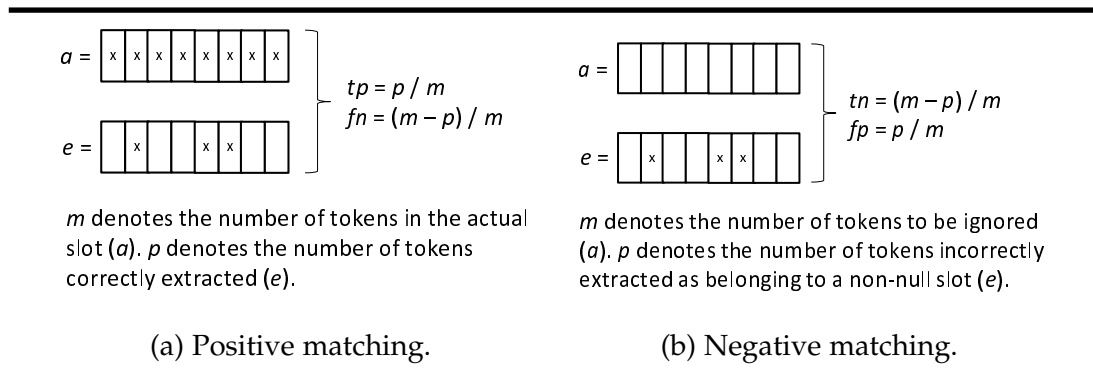 a = x x x x x x x x
tp = p / m
fn = (m – p) / m
e = x x x
m denotes the number of tokens in the actual
slot (a). p denotes the number of tokens
correctly extracted (e).
(a) Positive matching.
a =
tn = (m – p) / m
fp = p / m
e = x x x
m denotes the number of tokens to be ignored
(a). p denotes the number of tokens incorrectly
extracted as belonging to a non-null slot (e).
(b) Negative matching.